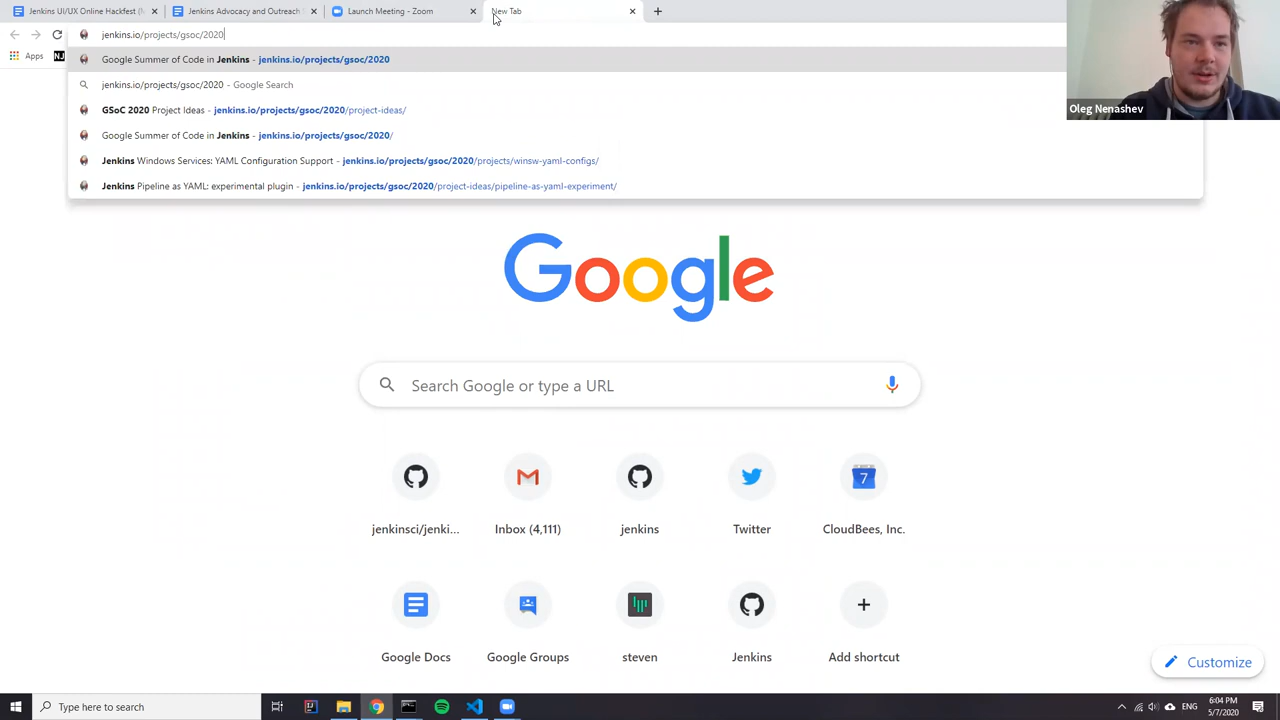 Jenkins UI/UX Online Hackfest (M
Jenkins Advocacy and Outreach S
Launch Meeting - Zoom
New Tab
jenkins.io/projects/gsoc/2020
Apps
NJ
Google Summer of Code in Jenkins - jenkins.io/projects/gsoc/2020
jenkins.io/projects/gsoc/2020 - Google Search
GSoC 2020 Project Ideas - jenkins.io/projects/gsoc/2020/project-ideas/
Google Summer of Code in Jenkins - jenkins.io/projects/gsoc/2020/
Jenkins Windows Services: YAML Configuration Support - jenkins.io/projects/gsoc/2020/projects/winsw-yaml-configs/
Jenkins Pipeline as YAML: experimental plugin - jenkins.io/projects/gsoc/2020/project-ideas/pipeline-as-yaml-experiment/
Oleg Nenashev
Google
Search Google or type a URL
7
jenkinsci/jenki...
Inbox (4,111)
jenkins
Twitter
CloudBees, Inc.
Google Docs
Google Groups
steven
Jenkins
Add shortcut
Customize
Type here to search
ENG
6:04 PM
5/7/2020